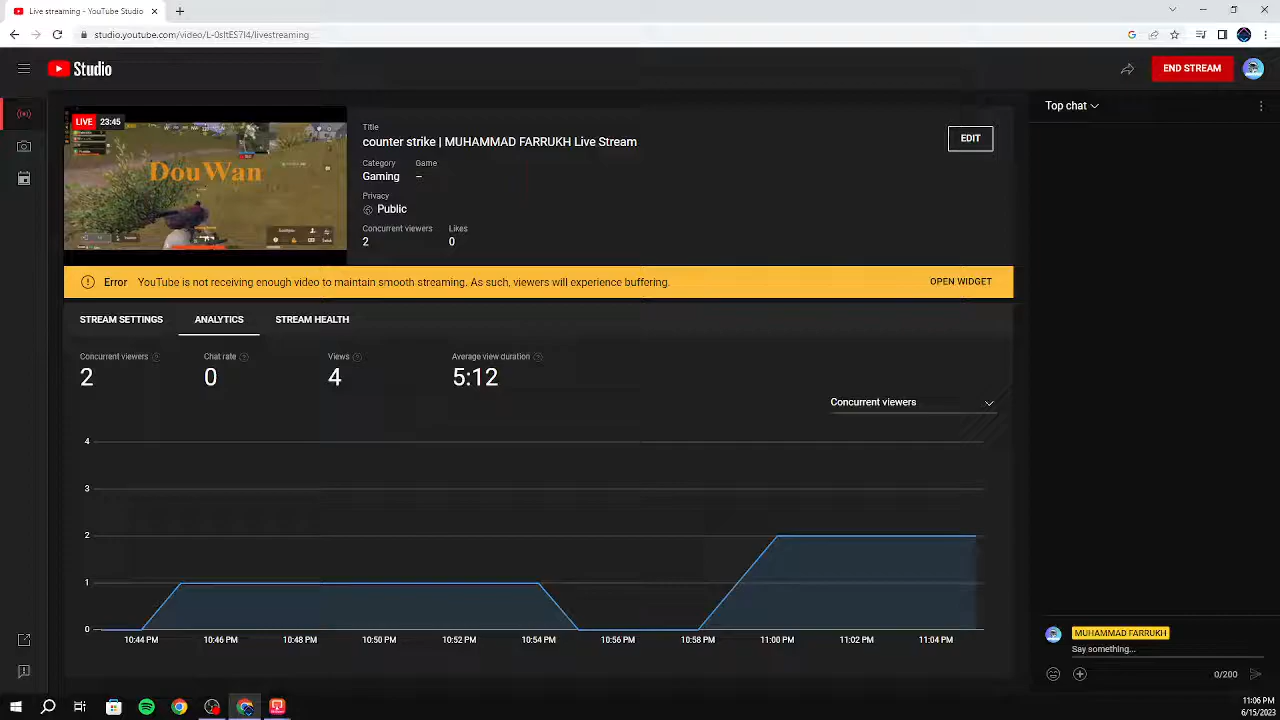 Live streaming - YouTube Studio
studio.youtube.com/video/L-0sItES7I4/livestreaming
Studio
END STREAM
LIVE 23:45
DouWan
Title
counter strike | MUHAMMAD FARRUKH Live Stream
Category Game
Gaming –
Privacy
Public
Concurrent viewers Likes
2 0
EDIT
Top chat
Error YouTube is not receiving enough video to maintain smooth streaming. As such, viewers will experience buffering.
OPEN WIDGET
STREAM SETTINGS ANALYTICS STREAM HEALTH
Concurrent viewers Chat rate Views Average view duration
2 0 4 5:12
Concurrent viewers
4
3
2
1
0
10:44 PM 10:46 PM 10:48 PM 10:50 PM 10:52 PM 10:54 PM 10:56 PM 10:58 PM 11:00 PM 11:02 PM 11:04 PM
MUHAMMAD FARRUKH
Say something...
0/200
11:06 PM
6/15/2023